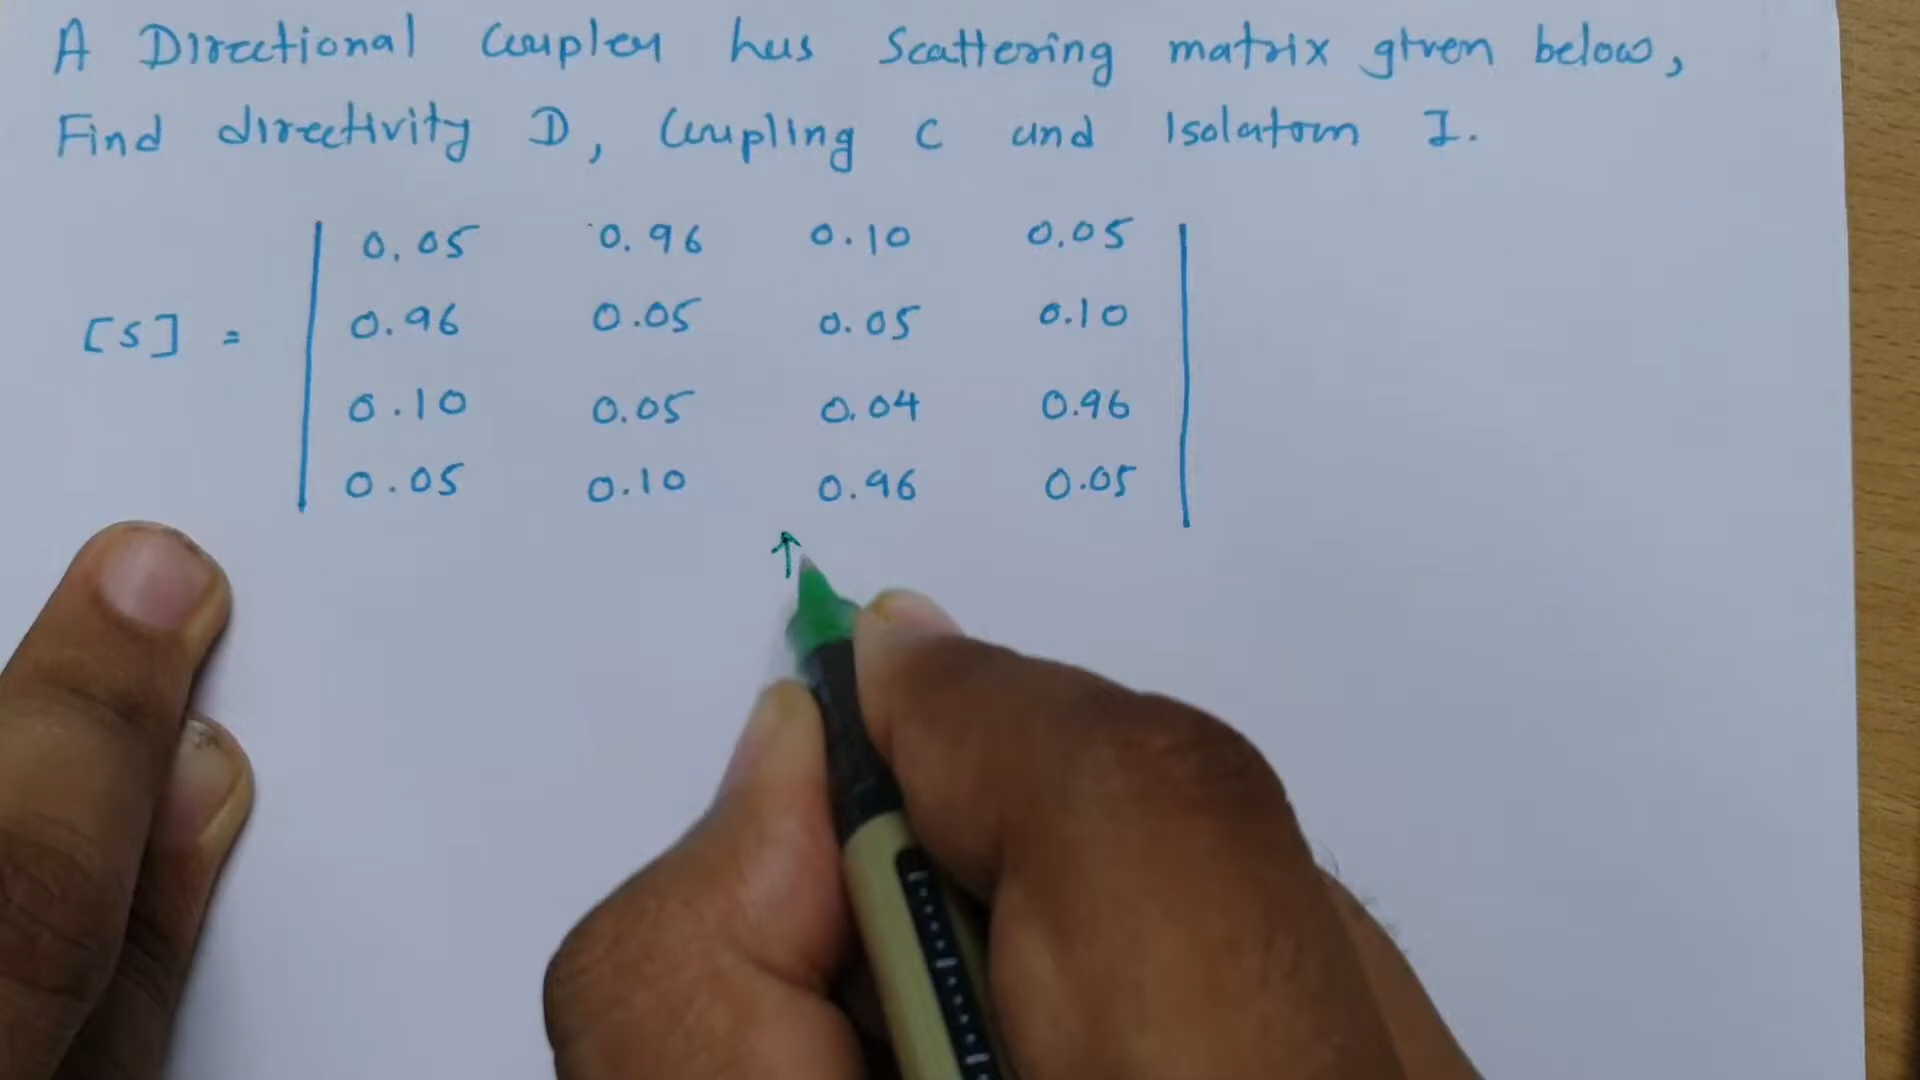 A Directional Coupler has Scattering matrix given below,
Find directivity D, Coupling C and Isolation I.
0.05 0.96 0.10 0.05
0.96 0.05 0.05 0.10
[S] =
0.10 0.05 0.04 0.96
0.05 0.10 0.96 0.05